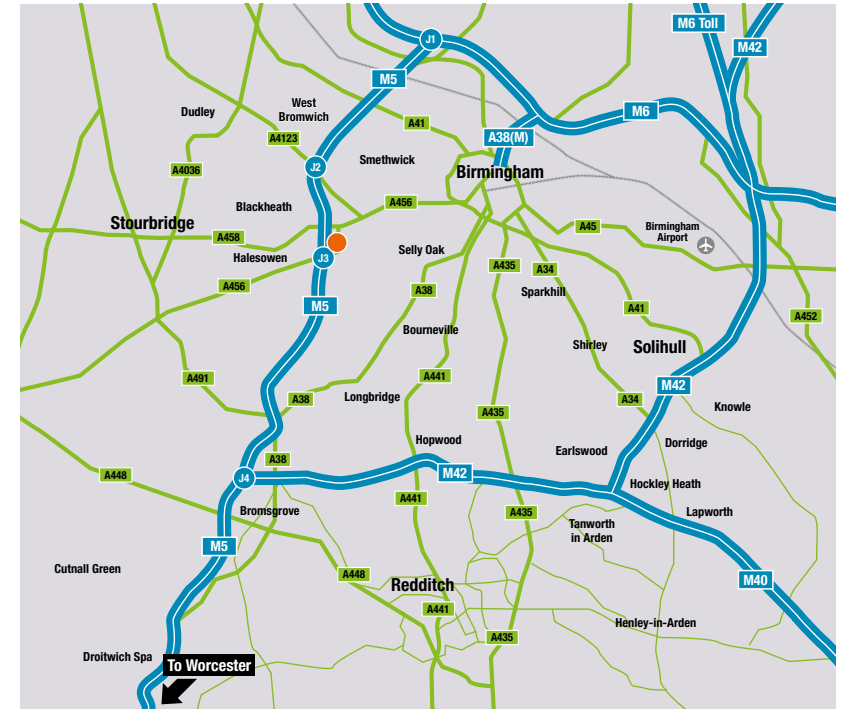 M6 Toll
J1
M42
M5
West
Bromwich
Dudley
M6
A41
A4123
A38(M)
J2
Smethwick
A4036
Birmingham
A456
Blackheath
Stourbridge
A45
Birmingham
Airport
A458
Selly Oak
Halesowen
J3
A435
A34
A456
A38
Sparkhill
M5
A41
A452
Bourneville
Shirley
Solihull
A491
A441
M42
Longbridge
A38
A34
Knowle
A435
Hopwood
Dorridge
Earlswood
A38
A448
J4
M42
Hockley Heath
A441
Bromsgrove
A435
Lapworth
Tanworth
in Arden
M5
Cutnall Green
A448
M40
Redditch
A441
Henley-in-Arden
A435
Droitwich Spa
To Worcester